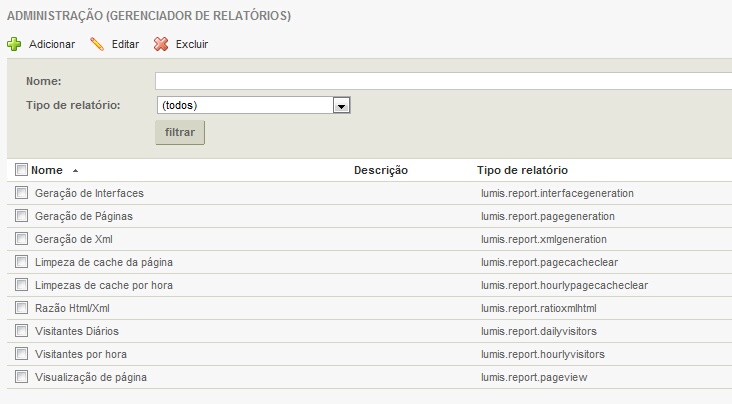 ADMINISTRAÇÃO (GERENCIADOR DE RELATÓRIOS)
Adicionar Editar Excluir
Nome:
Tipo de relatório: (todos)
filtrar
Nome Descrição Tipo de relatório
Geração de Interfaces lumis.report.interfacegeneration
Geração de Páginas lumis.report.pagegeneration
Geração de Xml lumis.report.xmlgeneration
Limpeza de cache da página lumis.report.pagecacheclear
Limpezas de cache por hora lumis.report.hourlypagecacheclear
Razão Html/Xml lumis.report.ratioxmlhtml
Visitantes Diários lumis.report.dailyvisitors
Visitantes por hora lumis.report.hourlyvisitors
Visualização de página lumis.report.pageview